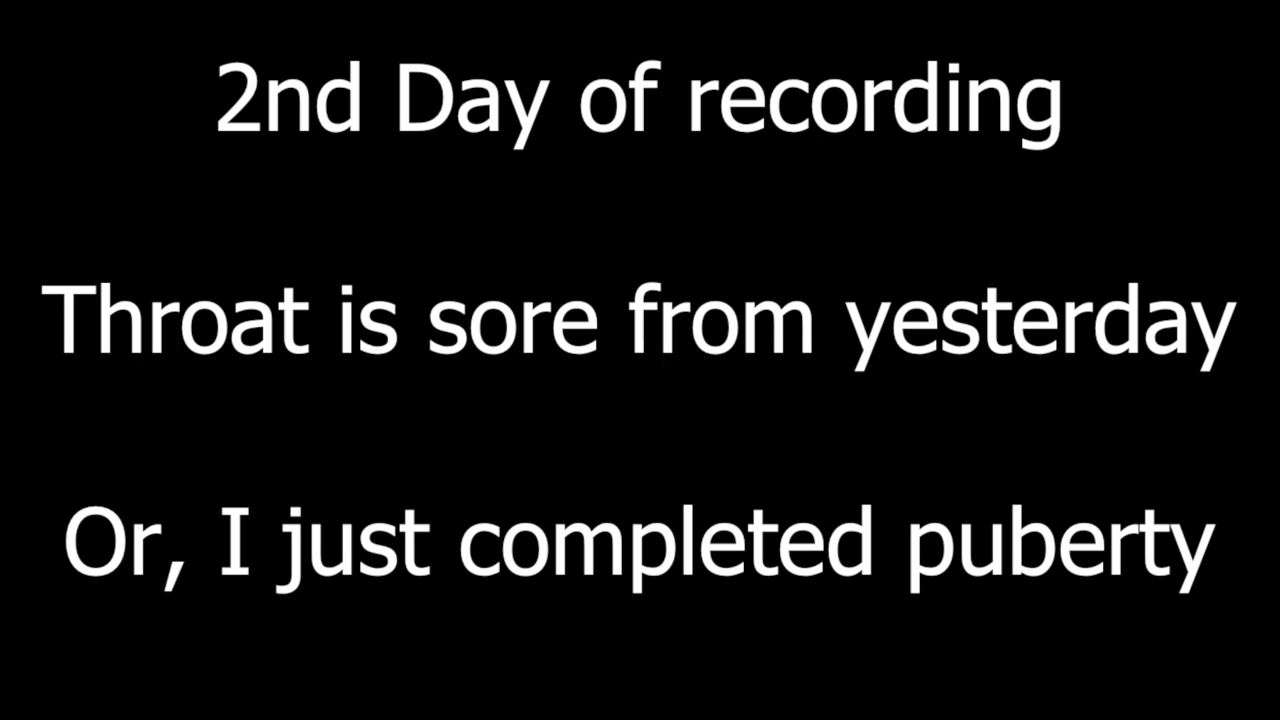 2nd Day of recording
Throat is sore from yesterday
Or, I just completed puberty